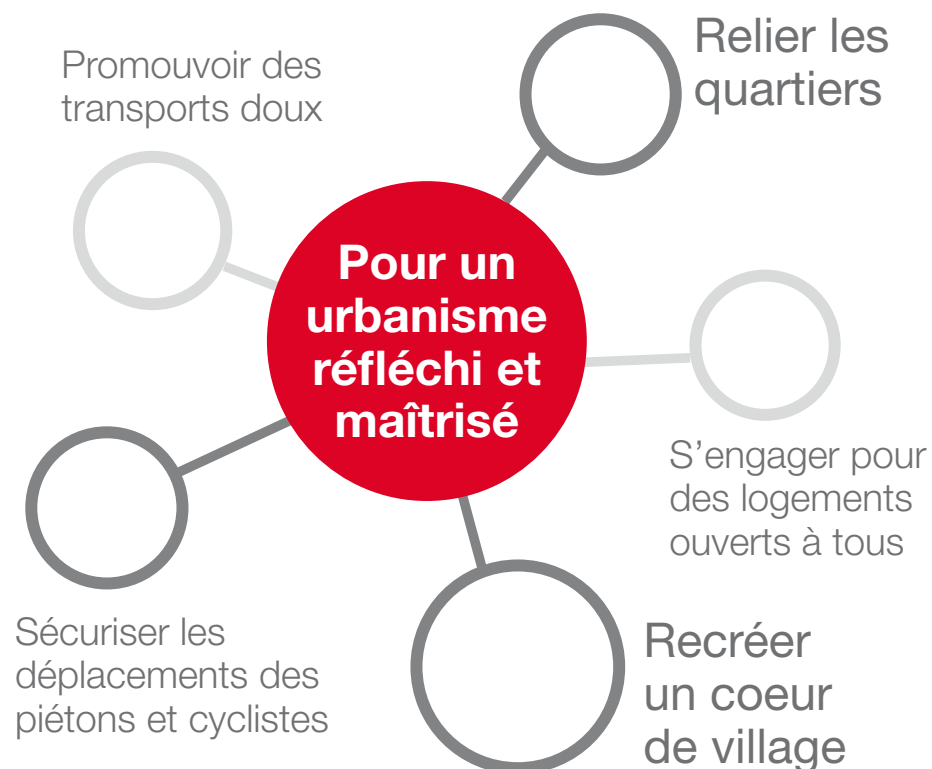 Promouvoir des
transports doux
Relier les
quartiers
Pour un
urbanisme
réfléchi et
maîtrisé
S’engager pour
des logements
ouverts à tous
Sécuriser les
déplacements des
piétons et cyclistes
Recréer
un coeur
de village